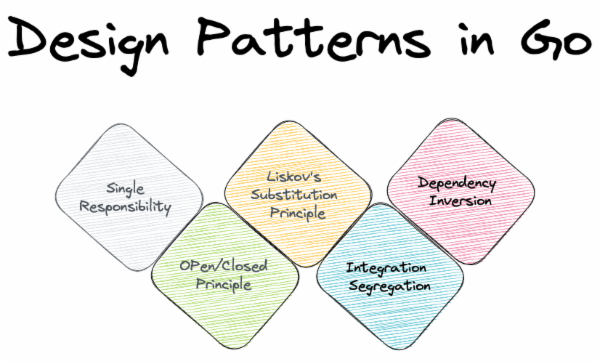 Design Patterns in Go
Single
Responsibility
OPen/Closed
Principle
Liskov's
Substitution
Principle
Integration
Segregation
Dependency
Inversion